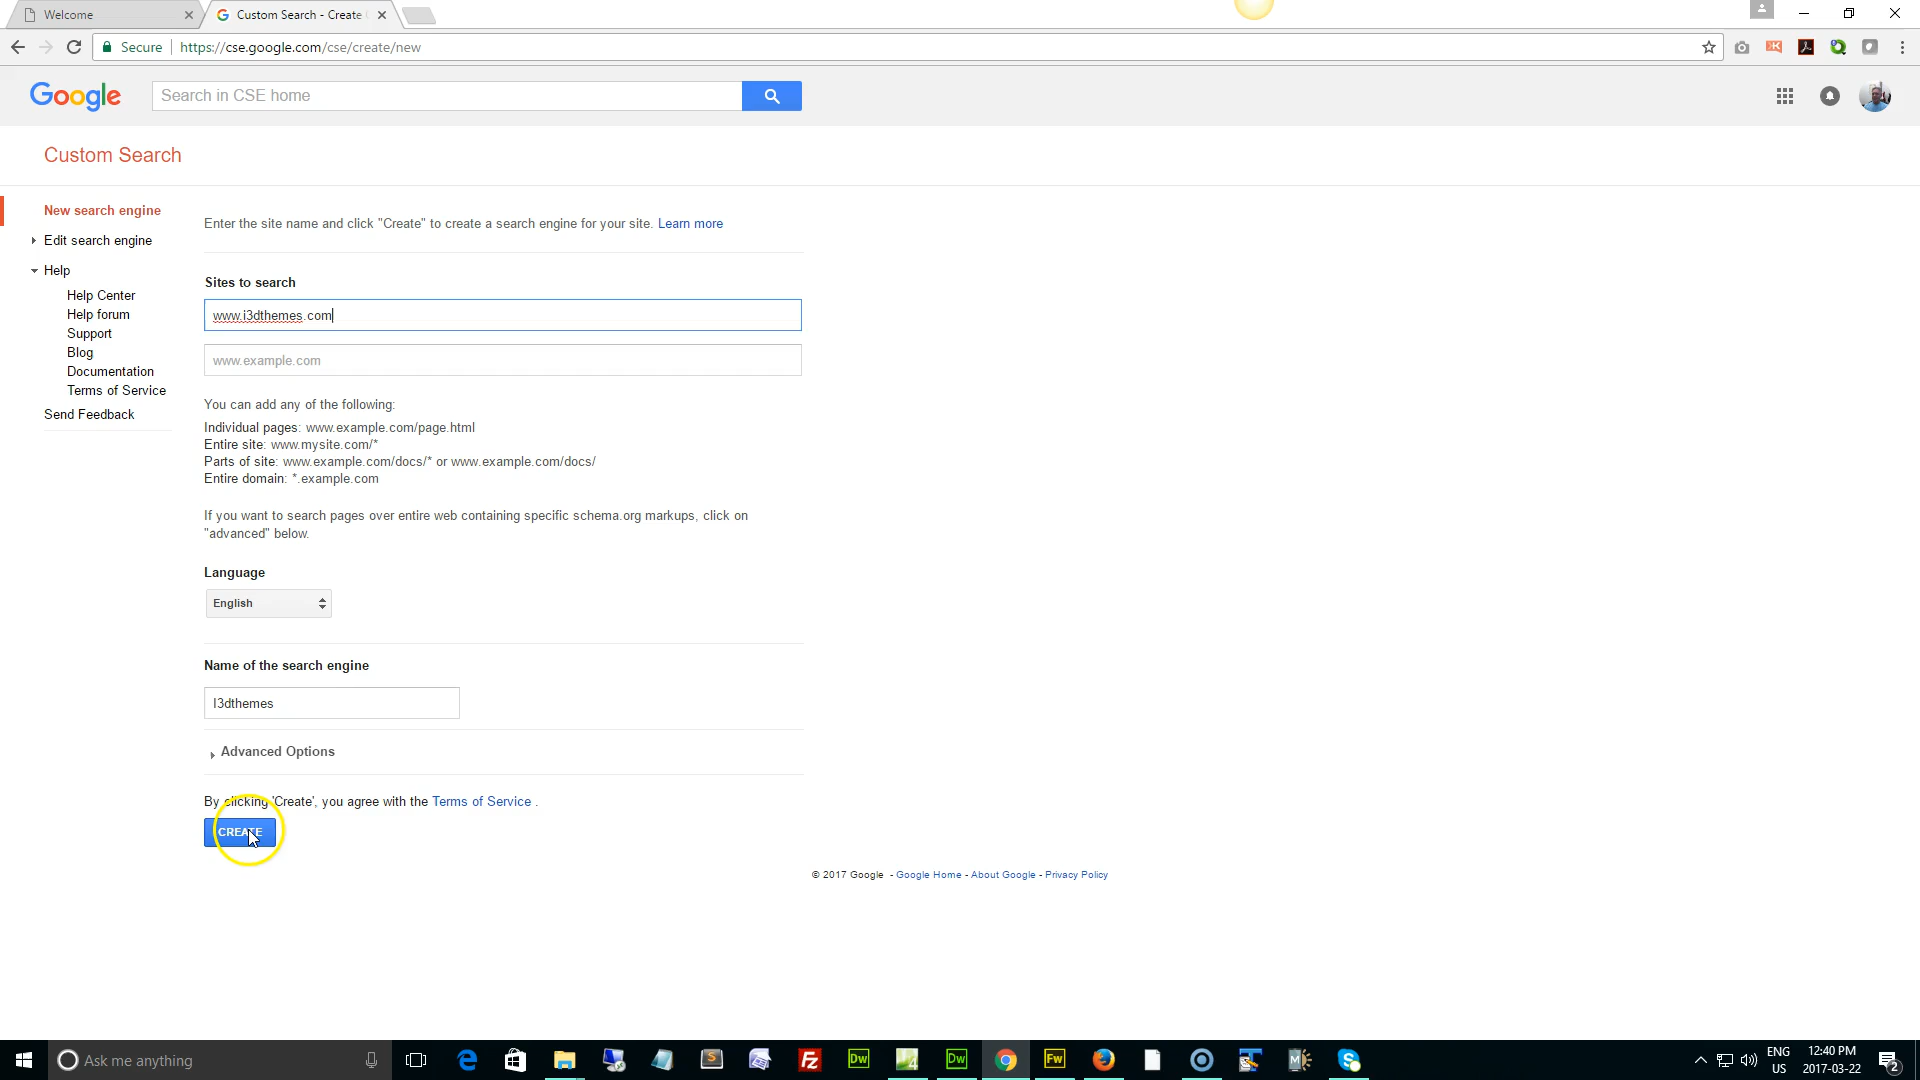 Welcome
Custom Search - Create
Secure
https://cse.google.com/cse/create/new
Google
Search in CSE home
Custom Search
New search engine
Edit search engine
Help
Help Center
Help forum
Support
Blog
Documentation
Terms of Service
Send Feedback
Enter the site name and click "Create" to create a search engine for your site. Learn more
Sites to search
www.i3dthemes.com
www.example.com
You can add any of the following:
Individual pages: www.example.com/page.html
Entire site: www.mysite.com/*
Parts of site: www.example.com/docs/* or www.example.com/docs/
Entire domain: *.example.com
If you want to search pages over entire web containing specific schema.org markups, click on
"advanced" below.
Language
English
Name of the search engine
I3dthemes
Advanced Options
By clicking 'Create', you agree with the Terms of Service .
CREATE
© 2017 Google - Google Home - About Google - Privacy Policy
Ask me anything
Dw
Dw
Fw
ENG
US
12:40 PM
2017-03-22
2